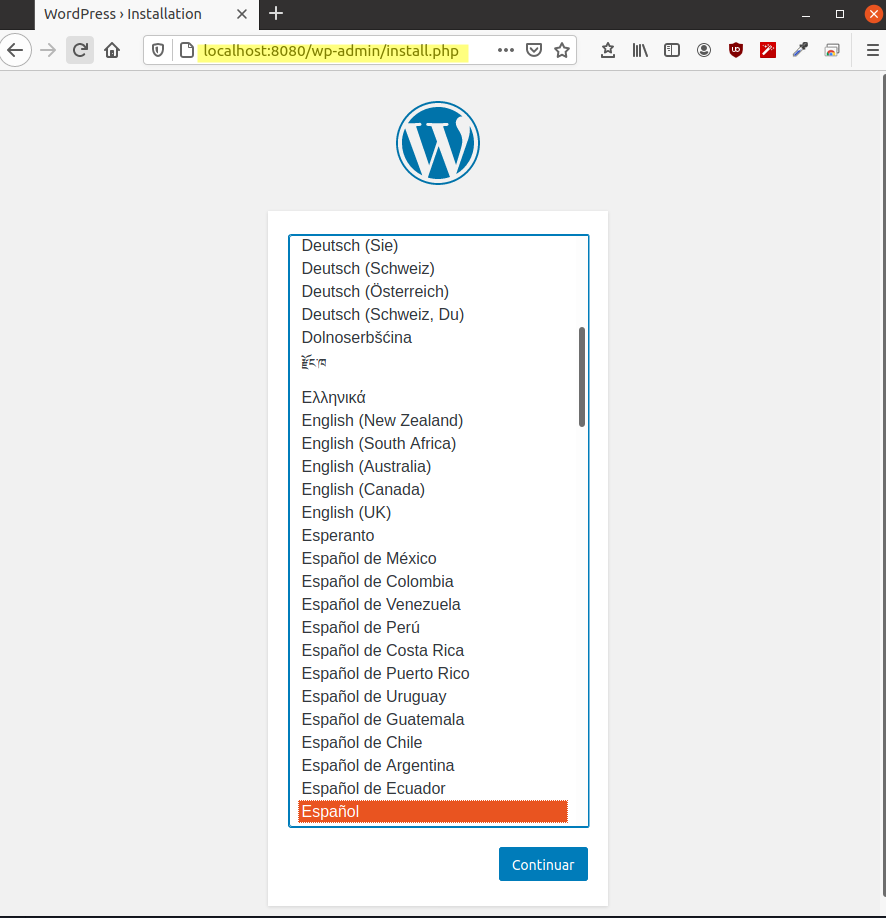 WordPress › Installation
localhost:8080/wp-admin/install.php
Deutsch (Sie)
Deutsch (Schweiz)
Deutsch (Österreich)
Deutsch (Schweiz, Du)
Dolnoserbšćina
རྫོང་ཁ
Ελληνικά
English (New Zealand)
English (South Africa)
English (Australia)
English (Canada)
English (UK)
Esperanto
Español de México
Español de Colombia
Español de Venezuela
Español de Perú
Español de Costa Rica
Español de Puerto Rico
Español de Uruguay
Español de Guatemala
Español de Chile
Español de Argentina
Español de Ecuador
Español
Continuar